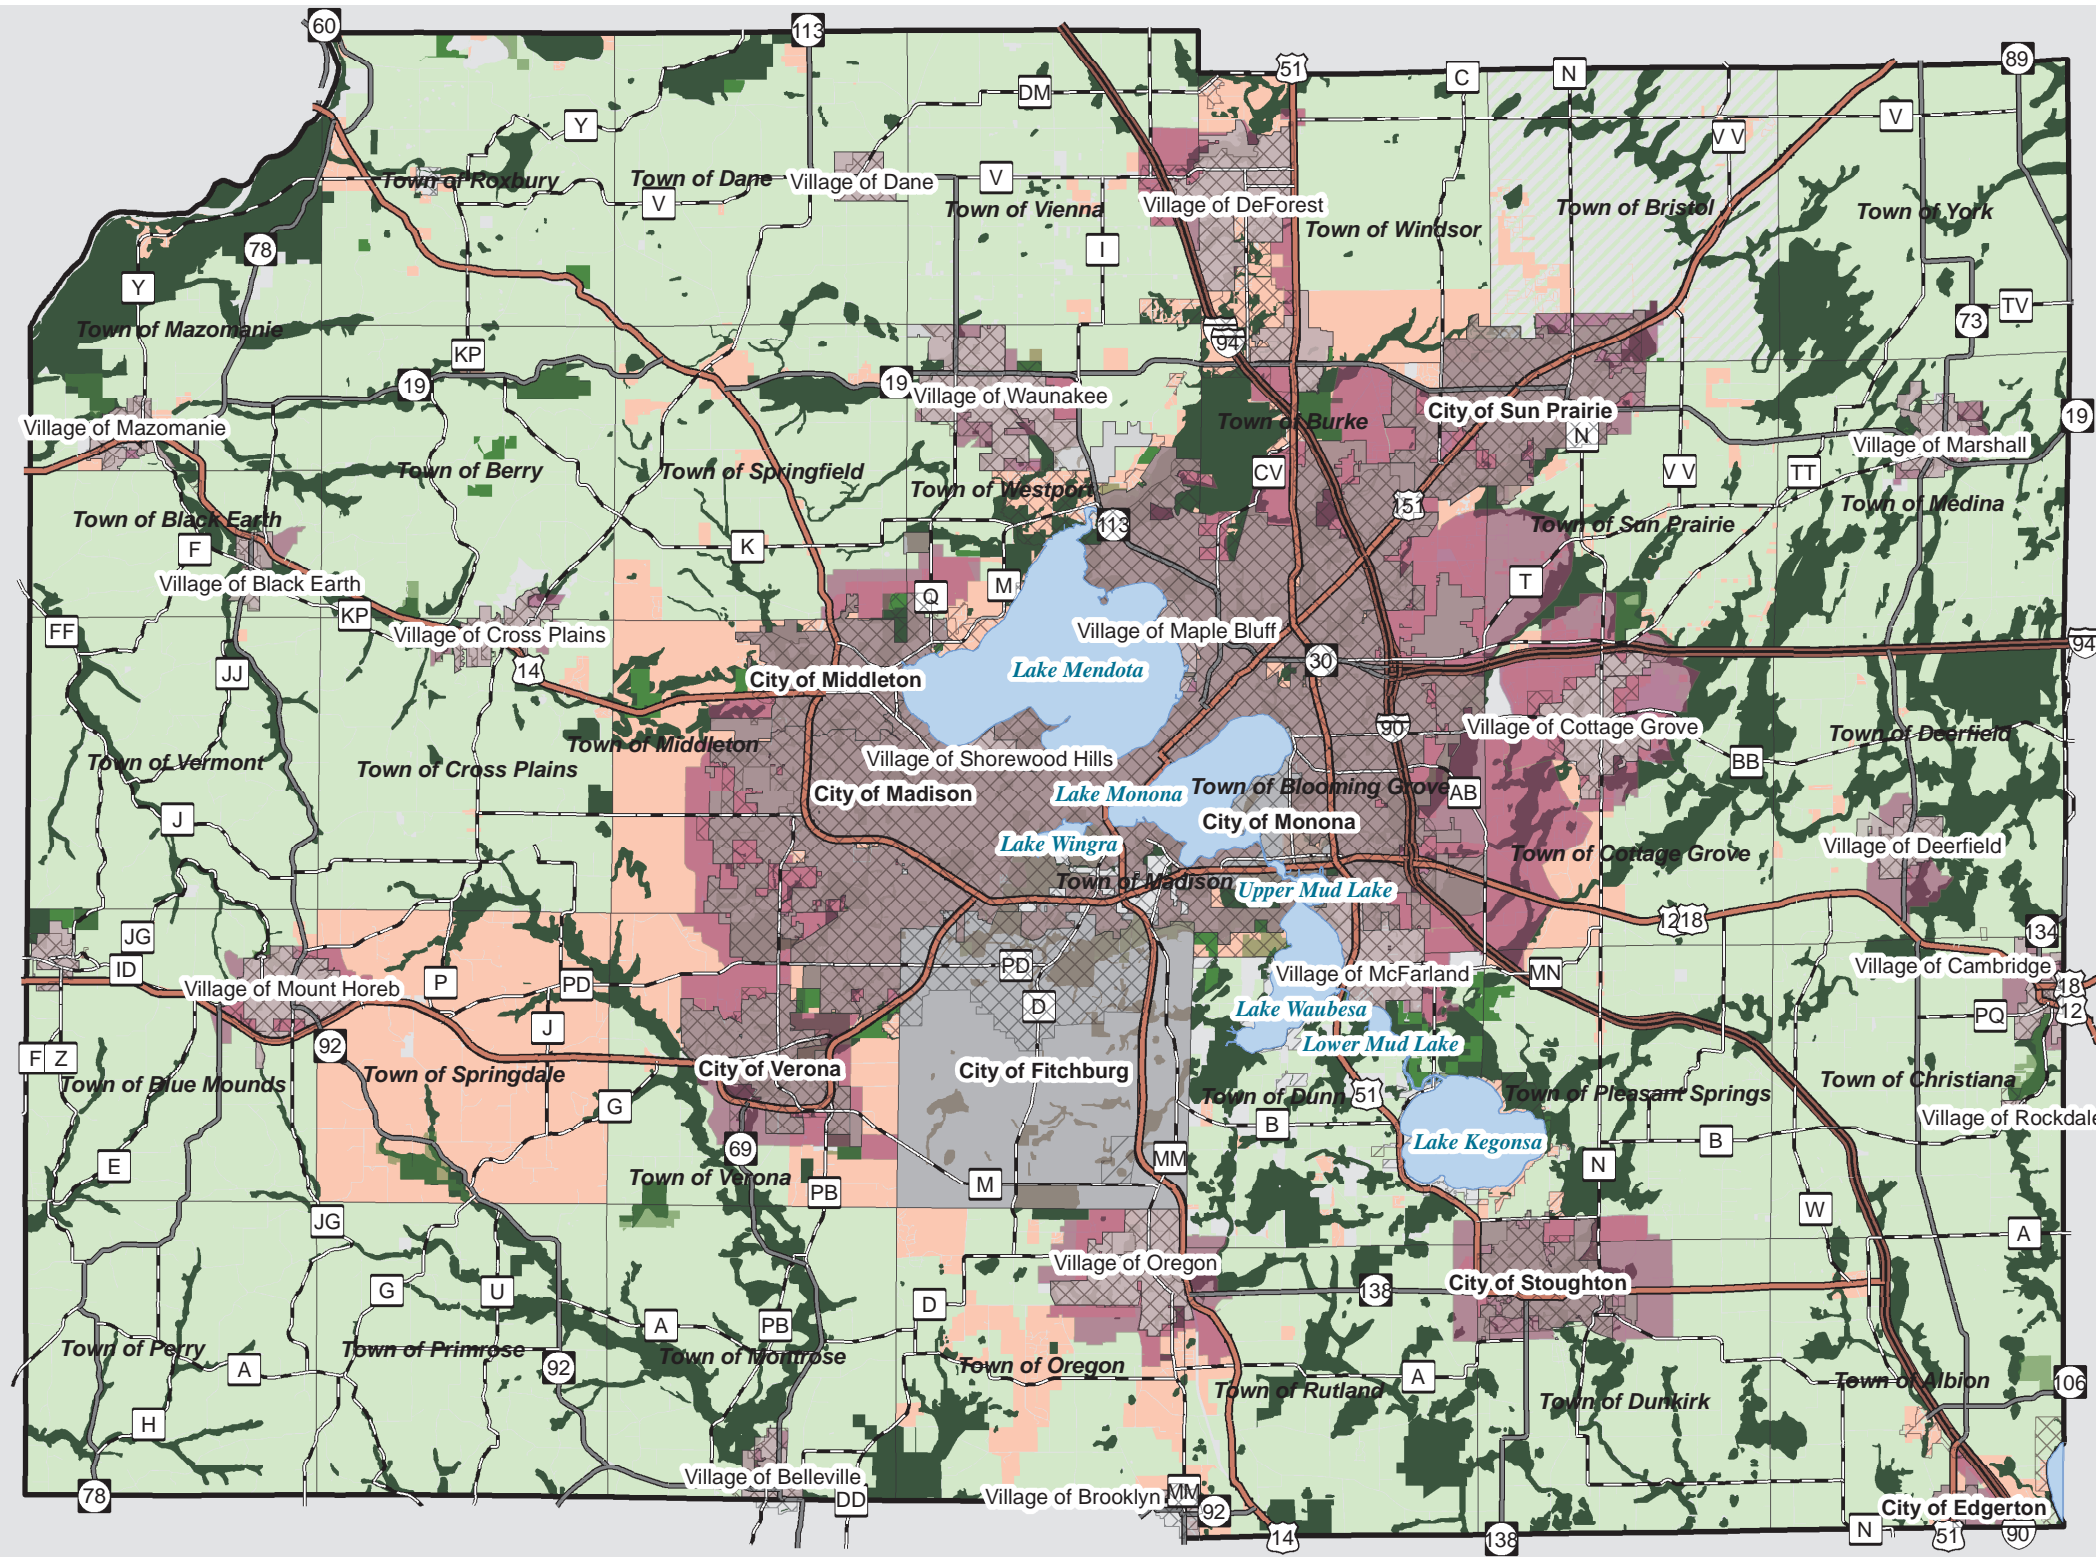 60
113
51
C
N
89
DM
Y
V
V V
Town of Roxbury
Town of Dane
Village of Dane
V
V
Town of Vienna
Village of DeForest
Town of Bristol
Town of York
Town of Windsor
78
I
Y
Town of Mazomanie
94
73
TV
KP
19
19
Village of Waunakee
Town of Burke
City of Sun Prairie
N
19
Village of Mazomanie
Village of Marshall
Town of Berry
Town of Springfield
Town of Westport
CV
V V
TT
151
Town of Medina
Town of Black Earth
113
Town of Sun Prairie
F
K
Village of Black Earth
M
Q
T
KP
FF
Village of Cross Plains
Village of Maple Bluff
94
JJ
14
City of Middleton
Lake Mendota
30
90
Village of Cottage Grove
Town of Deerfield
Town of Middleton
Village of Shorewood Hills
BB
Town of Vermont
Town of Cross Plains
City of Madison
Lake Monona
Town of Blooming Grove
AB
J
City of Monona
Lake Wingra
Town of Cottage Grove
Village of Deerfield
Town of Madison
Upper Mud Lake
1218
JG
134
ID
P
PD
PD
Village of McFarland
MN
Village of Cambridge
Village of Mount Horeb
D
Lake Waubesa
18
12
PQ
J
92
Lower Mud Lake
F
Z
Town of Blue Mounds
Town of Springdale
City of Verona
City of Fitchburg
Town of Dunn
51
Town of Pleasant Springs
Town of Christiana
G
Village of Rockdale
B
B
69
Lake Kegonsa
E
Town of Verona
MM
N
PB
M
JG
W
A
Village of Oregon
City of Stoughton
G
U
D
138
A
PB
Town of Perry
Town of Primrose
Town of Montrose
Town of Oregon
A
92
Town of Rutland
A
Town of Albion
106
Town of Dunkirk
H
Village of Belleville
78
DD
Village of Brooklyn
MM
92
City of Edgerton
14
138
N
51
90